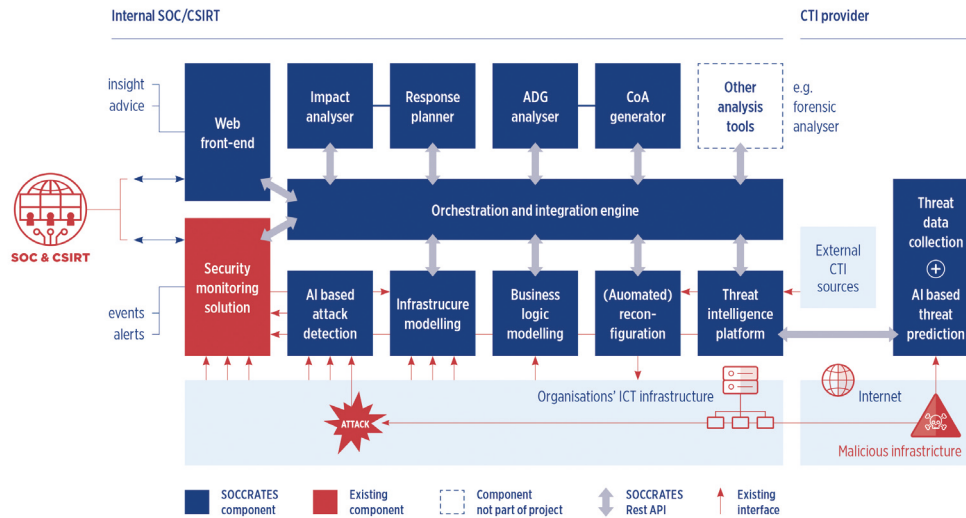 Internal SOC/CSIRT
CTI provider
insight
advice
Web
front-end
Impact
analyser
Response
planner
ADG
analyser
CoA
generator
Other
analysis
tools
e.g.
forensic
analyser
Orchestration and integration engine
SOC & CSIRT
Security
monitoring
solution
events
alerts
AI based
attack
detection
Infrastrucure
modelling
Business
logic
modelling
(Auomated)
recon-
figuration
Threat
intelligence
platform
External
CTI
sources
Threat
data
collection
+
AI based
threat
prediction
Organisations' ICT infrastructure
Internet
ATTACK
Malicious infrastricture
SOCCRATES
component
Existing
component
Component
not part of project
SOCCRATES
Rest API
Existing
interface